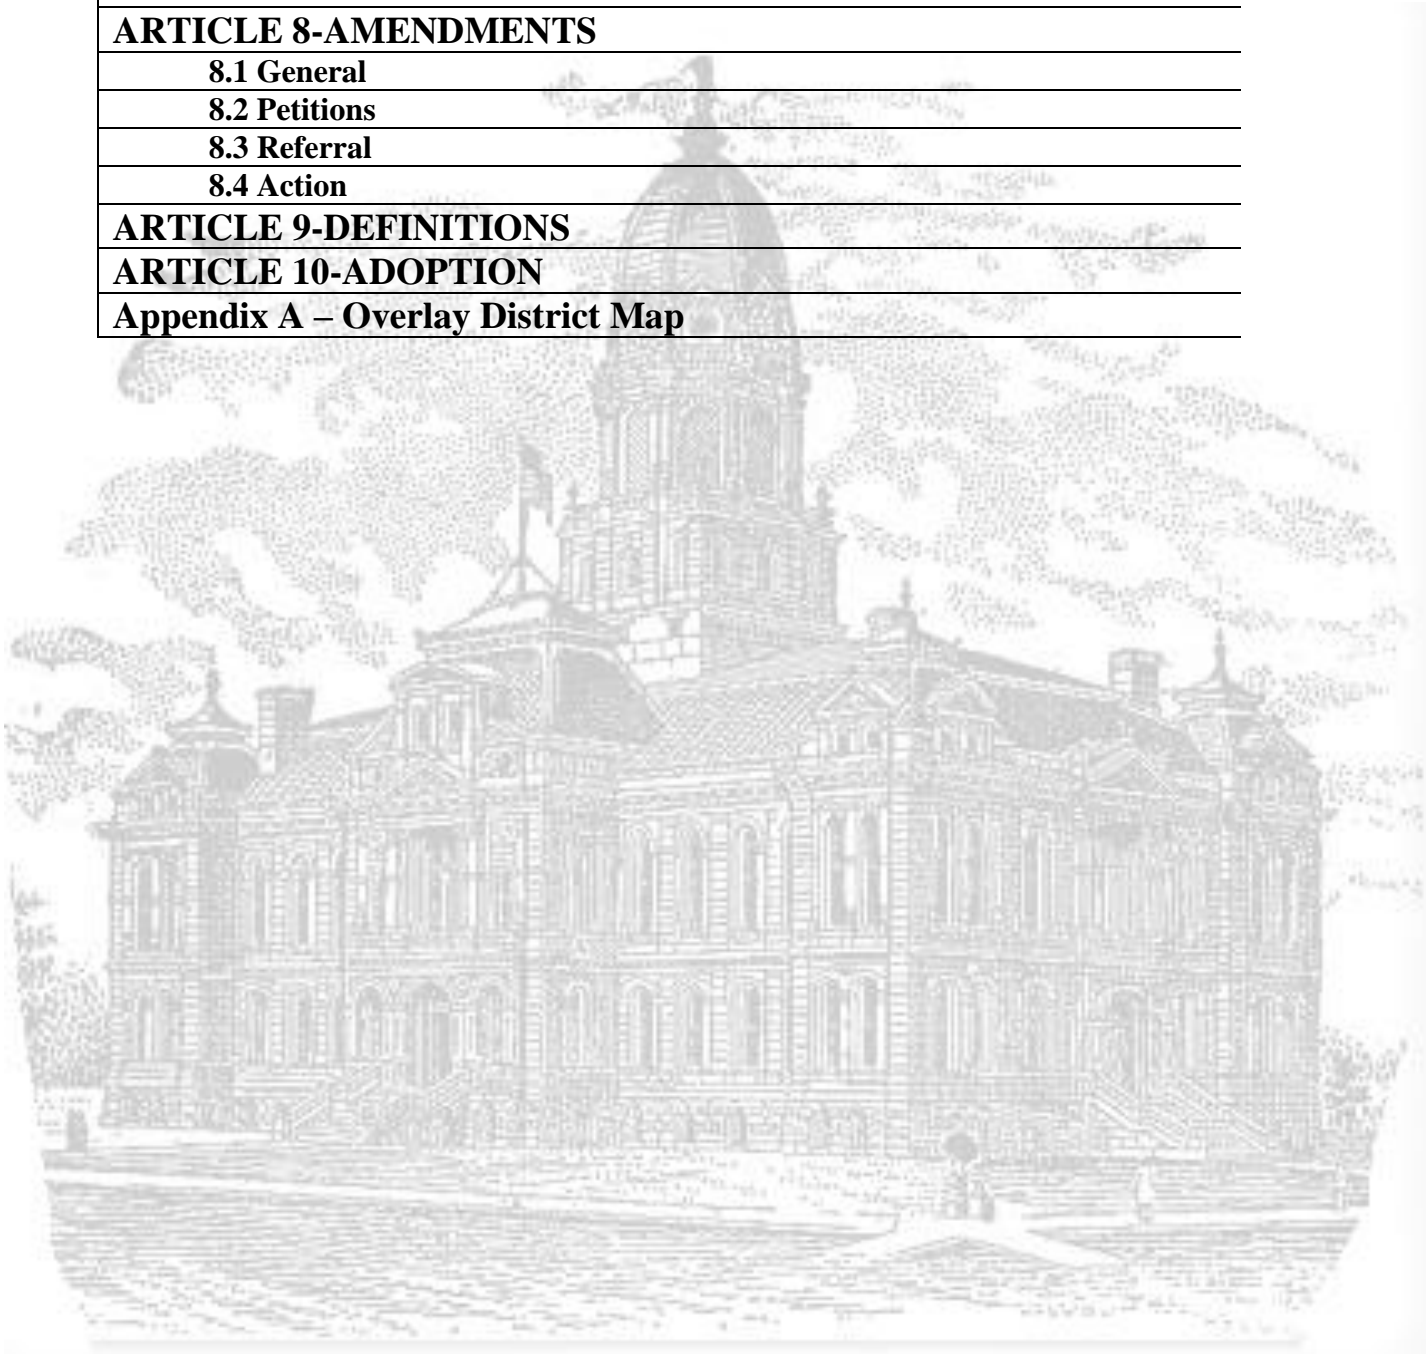 ARTICLE 8-AMENDMENTS
8.1 General
8.2 Petitions
8.3 Referral
8.4 Action
ARTICLE 9-DEFINITIONS
ARTICLE 10-ADOPTION
Appendix A – Overlay District Map